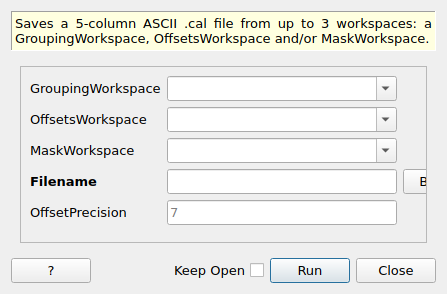 Saves a 5-column ASCII .cal file from up to 3 workspaces: a
GroupingWorkspace, OffsetsWorkspace and/or MaskWorkspace.
GroupingWorkspace
OffsetsWorkspace
MaskWorkspace
Filename B
OffsetPrecision 7
? Keep Open Run Close